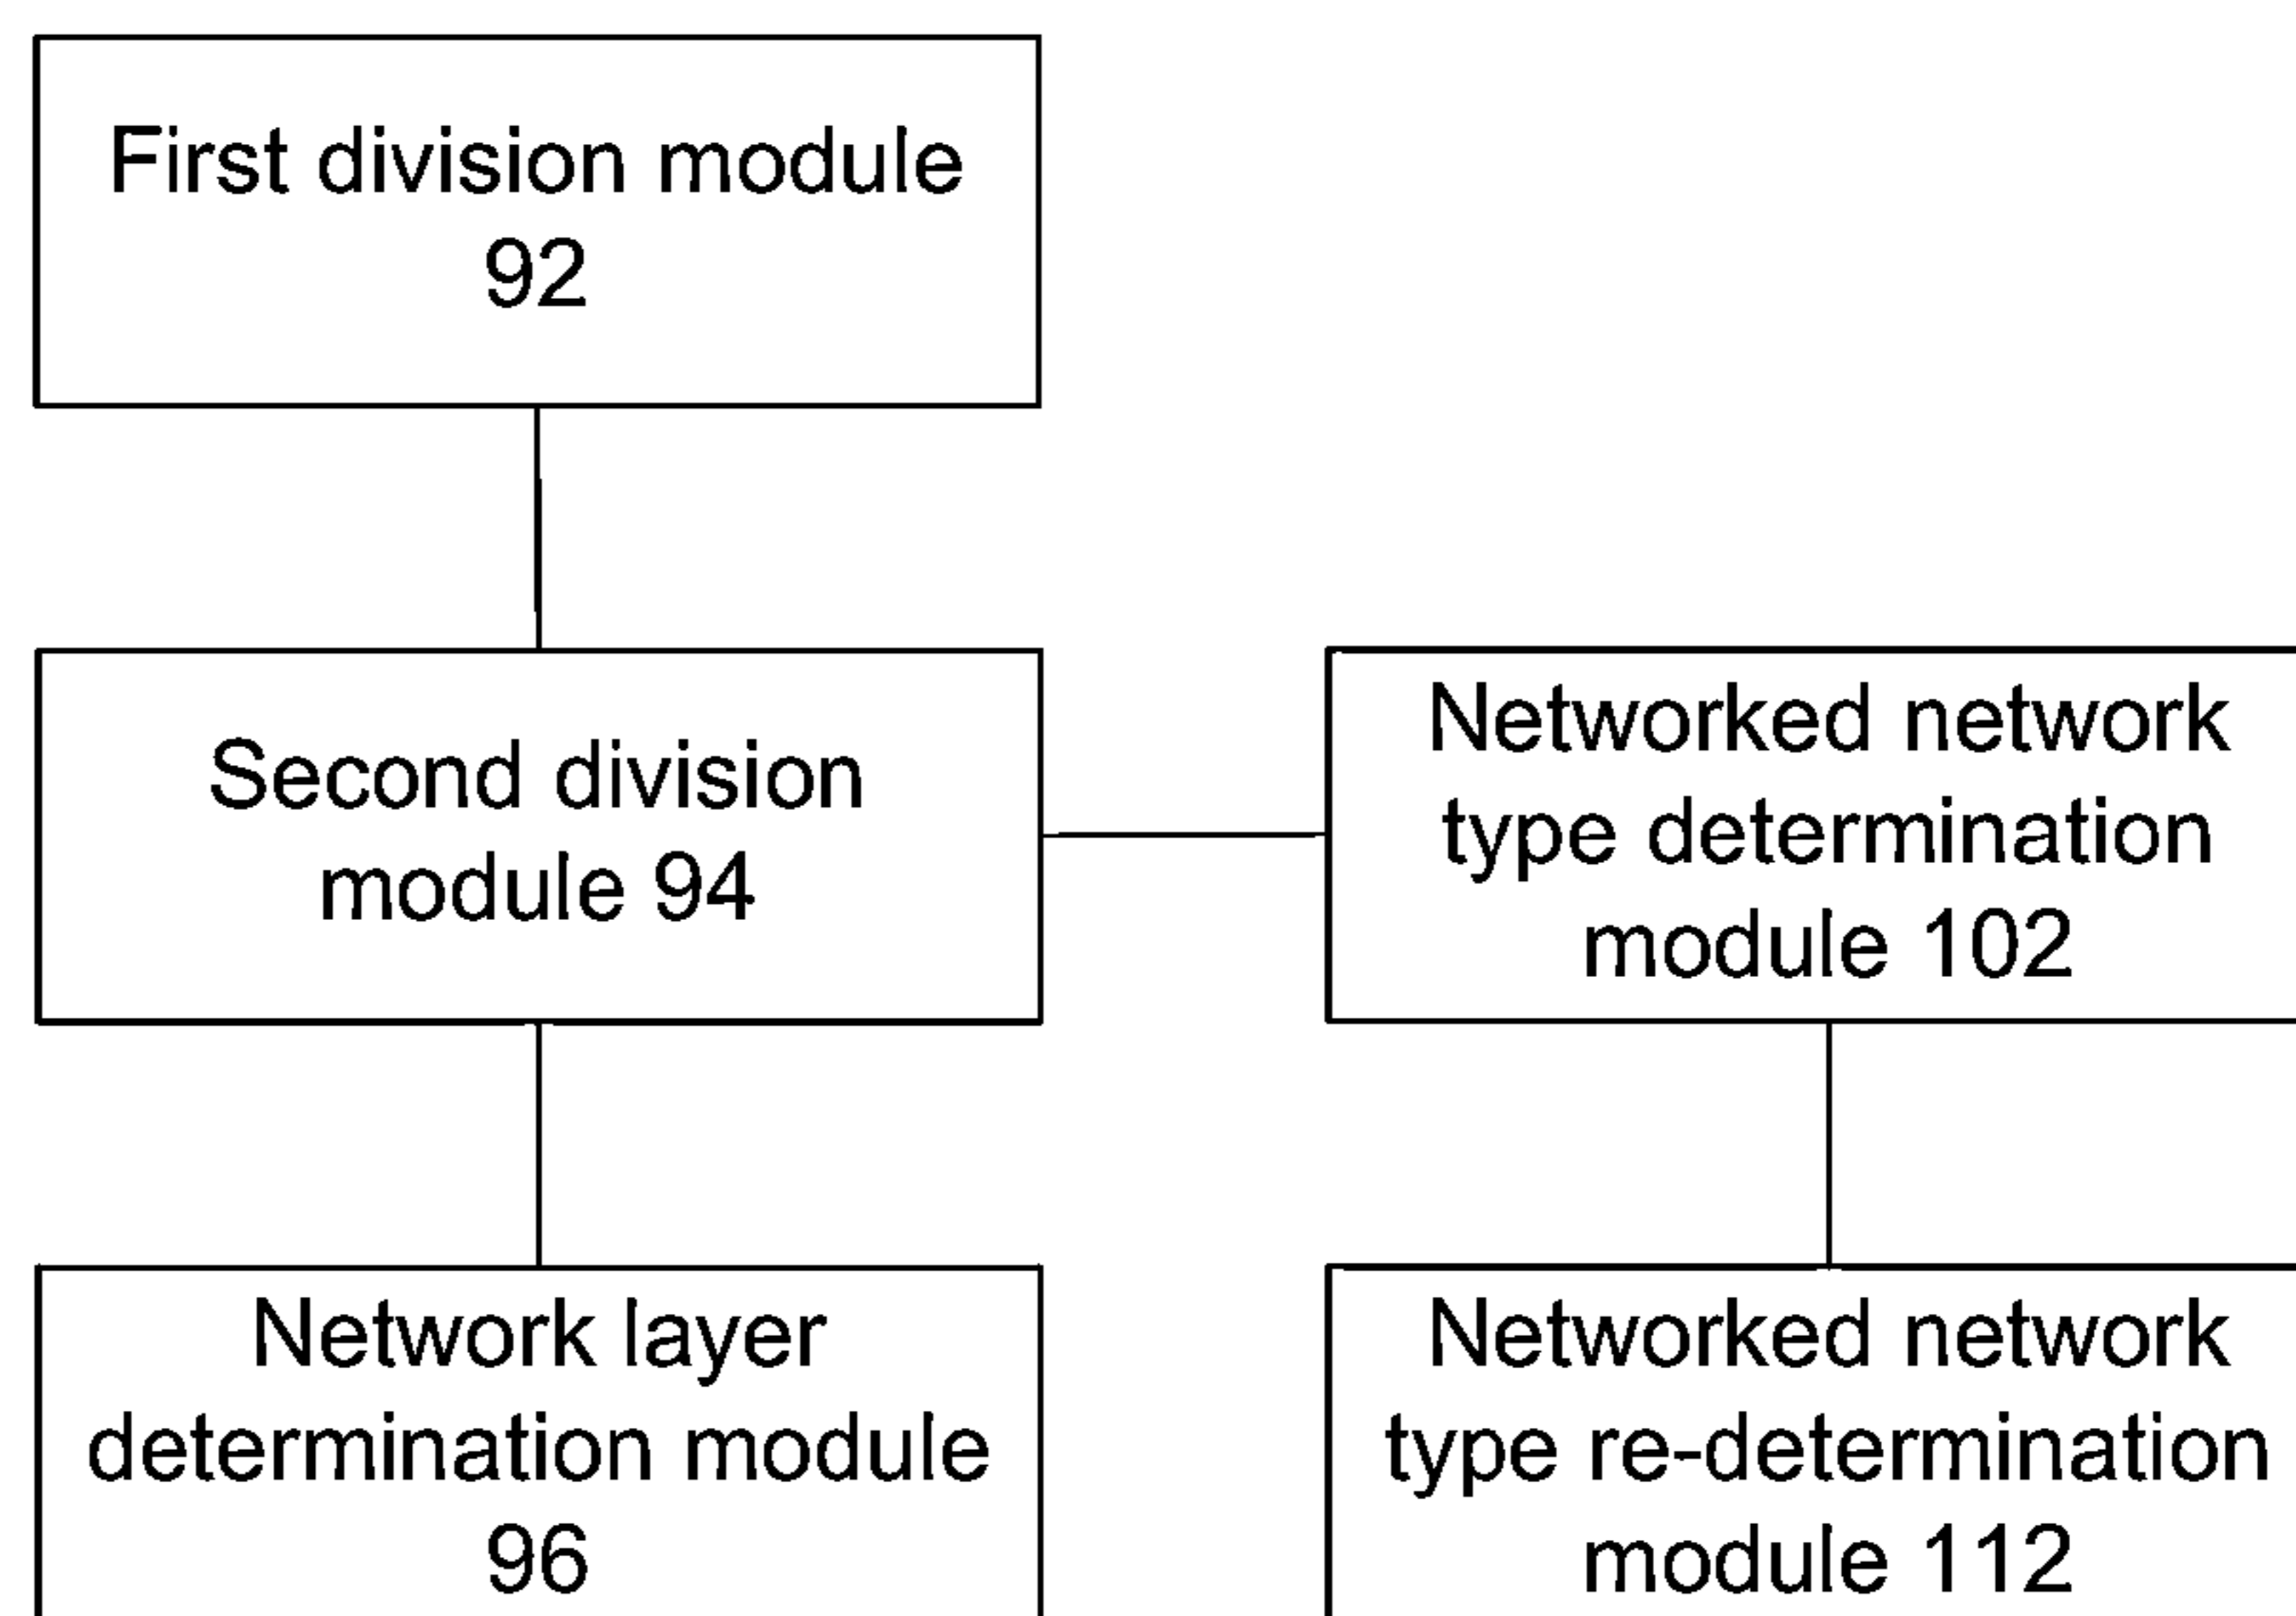 First division module
92
Second division
module 94
Networked network
type determination
module 102
Network layer
determination module
96
Networked network
type re-determination
module 112